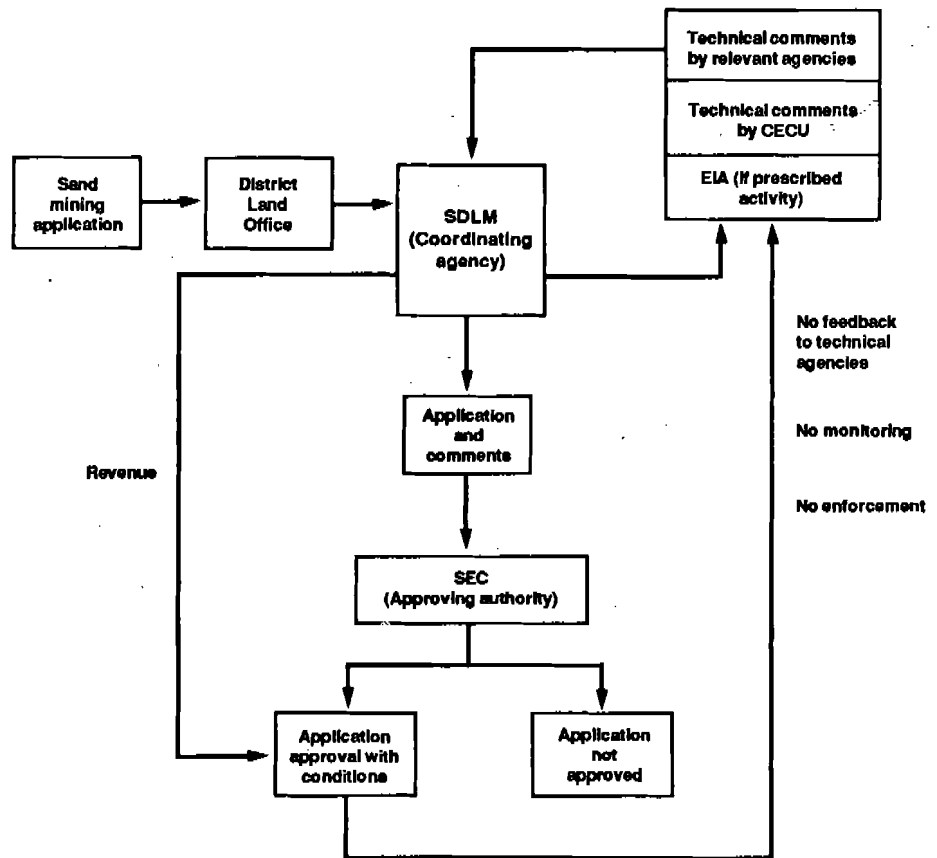 Technical comments
by relevant agencies
Technical comments
by CECU
EIA (if prescribed
activity)
Sand
mining
application
District
Land
Office
SDLM
(Coordinating
agency)
No feedback
to technical
agencies
No monitoring
No enforcement
Application
and
comments
Revenue
SEC
(Approving authority)
Application
approval with
conditions
Application
not
approved